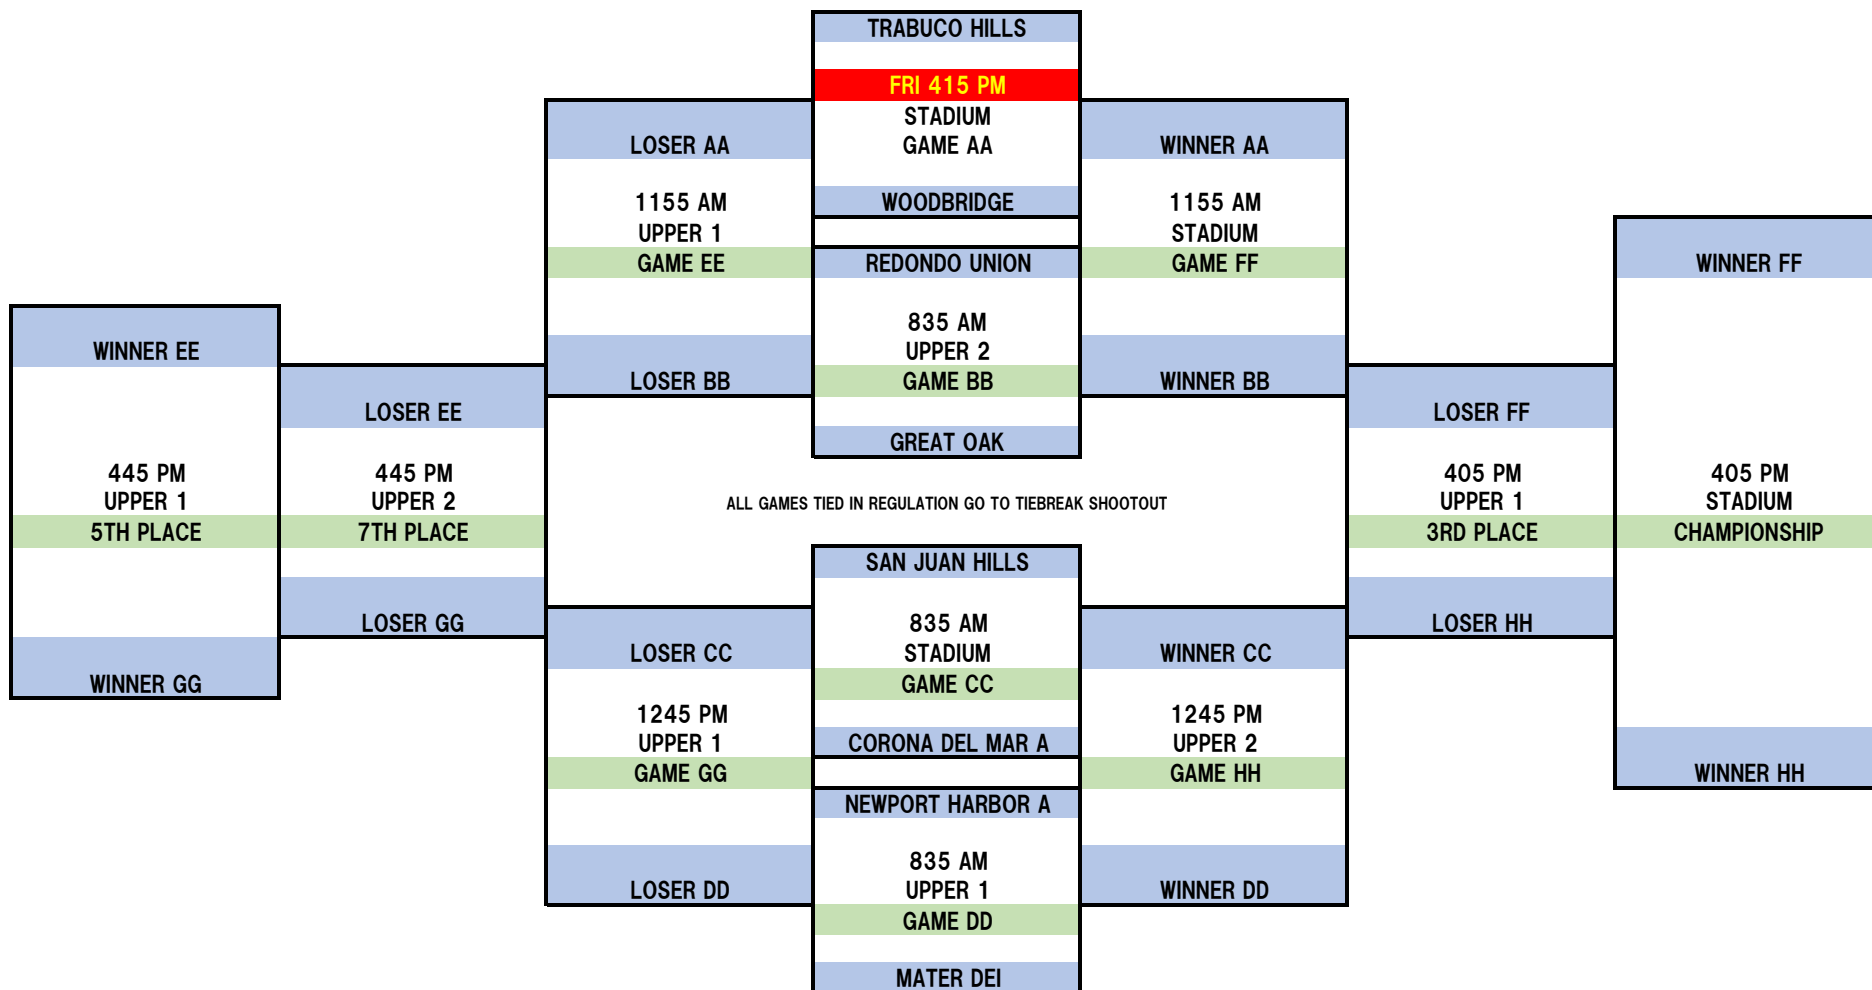 TRABUCO HILLS
FRI 415 PM
STADIUM
GAME AA
WOODBRIDGE
LOSER AA
1155 AM
UPPER 1
GAME EE
LOSER BB
WINNER AA
1155 AM
STADIUM
GAME FF
WINNER BB
REDONDO UNION
835 AM
UPPER 2
GAME BB
GREAT OAK
WINNER EE
445 PM
UPPER 1
5TH PLACE
WINNER GG
LOSER EE
445 PM
UPPER 2
7TH PLACE
LOSER GG
ALL GAMES TIED IN REGULATION GO TO TIEBREAK SHOOTOUT
LOSER FF
405 PM
UPPER 1
3RD PLACE
LOSER HH
WINNER FF
405 PM
STADIUM
CHAMPIONSHIP
WINNER HH
SAN JUAN HILLS
835 AM
STADIUM
GAME CC
CORONA DEL MAR A
LOSER CC
1245 PM
UPPER 1
GAME GG
LOSER DD
WINNER CC
1245 PM
UPPER 2
GAME HH
WINNER DD
NEWPORT HARBOR A
835 AM
UPPER 1
GAME DD
MATER DEI